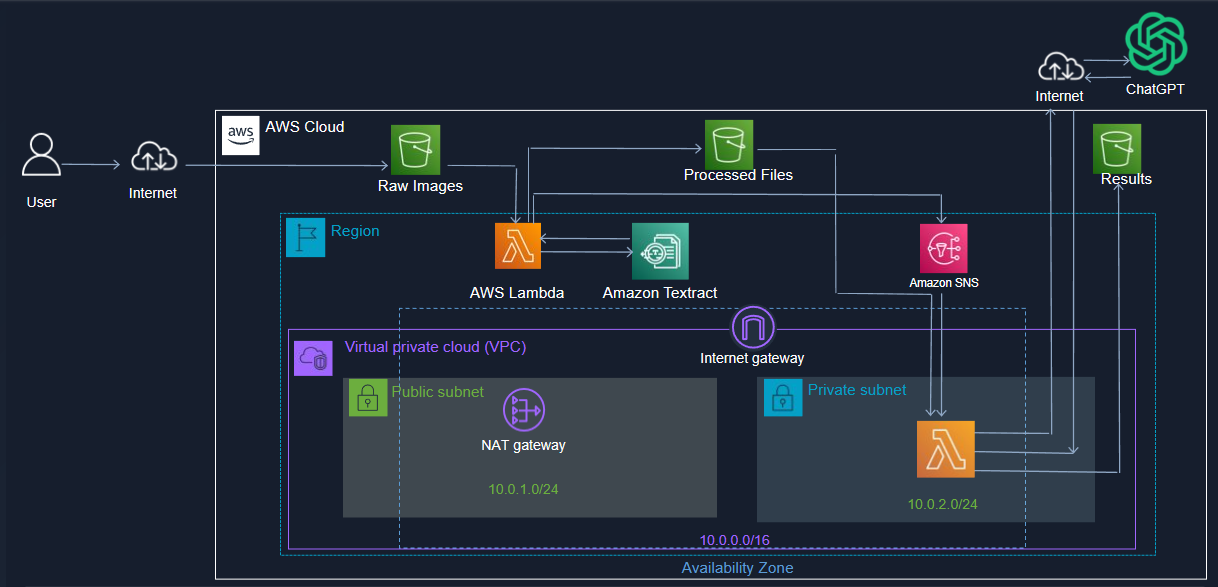 ChatGPT
Internet
aws
AWS Cloud
User
Internet
Raw Images
Processed Files
Results
Region
AWS Lambda
Amazon Textract
Amazon SNS
Virtual private cloud (VPC)
Internet gateway
Public subnet
Private subnet
NAT gateway
10.0.1.0/24
10.0.2.0/24
10.0.0.0/16
Availability Zone